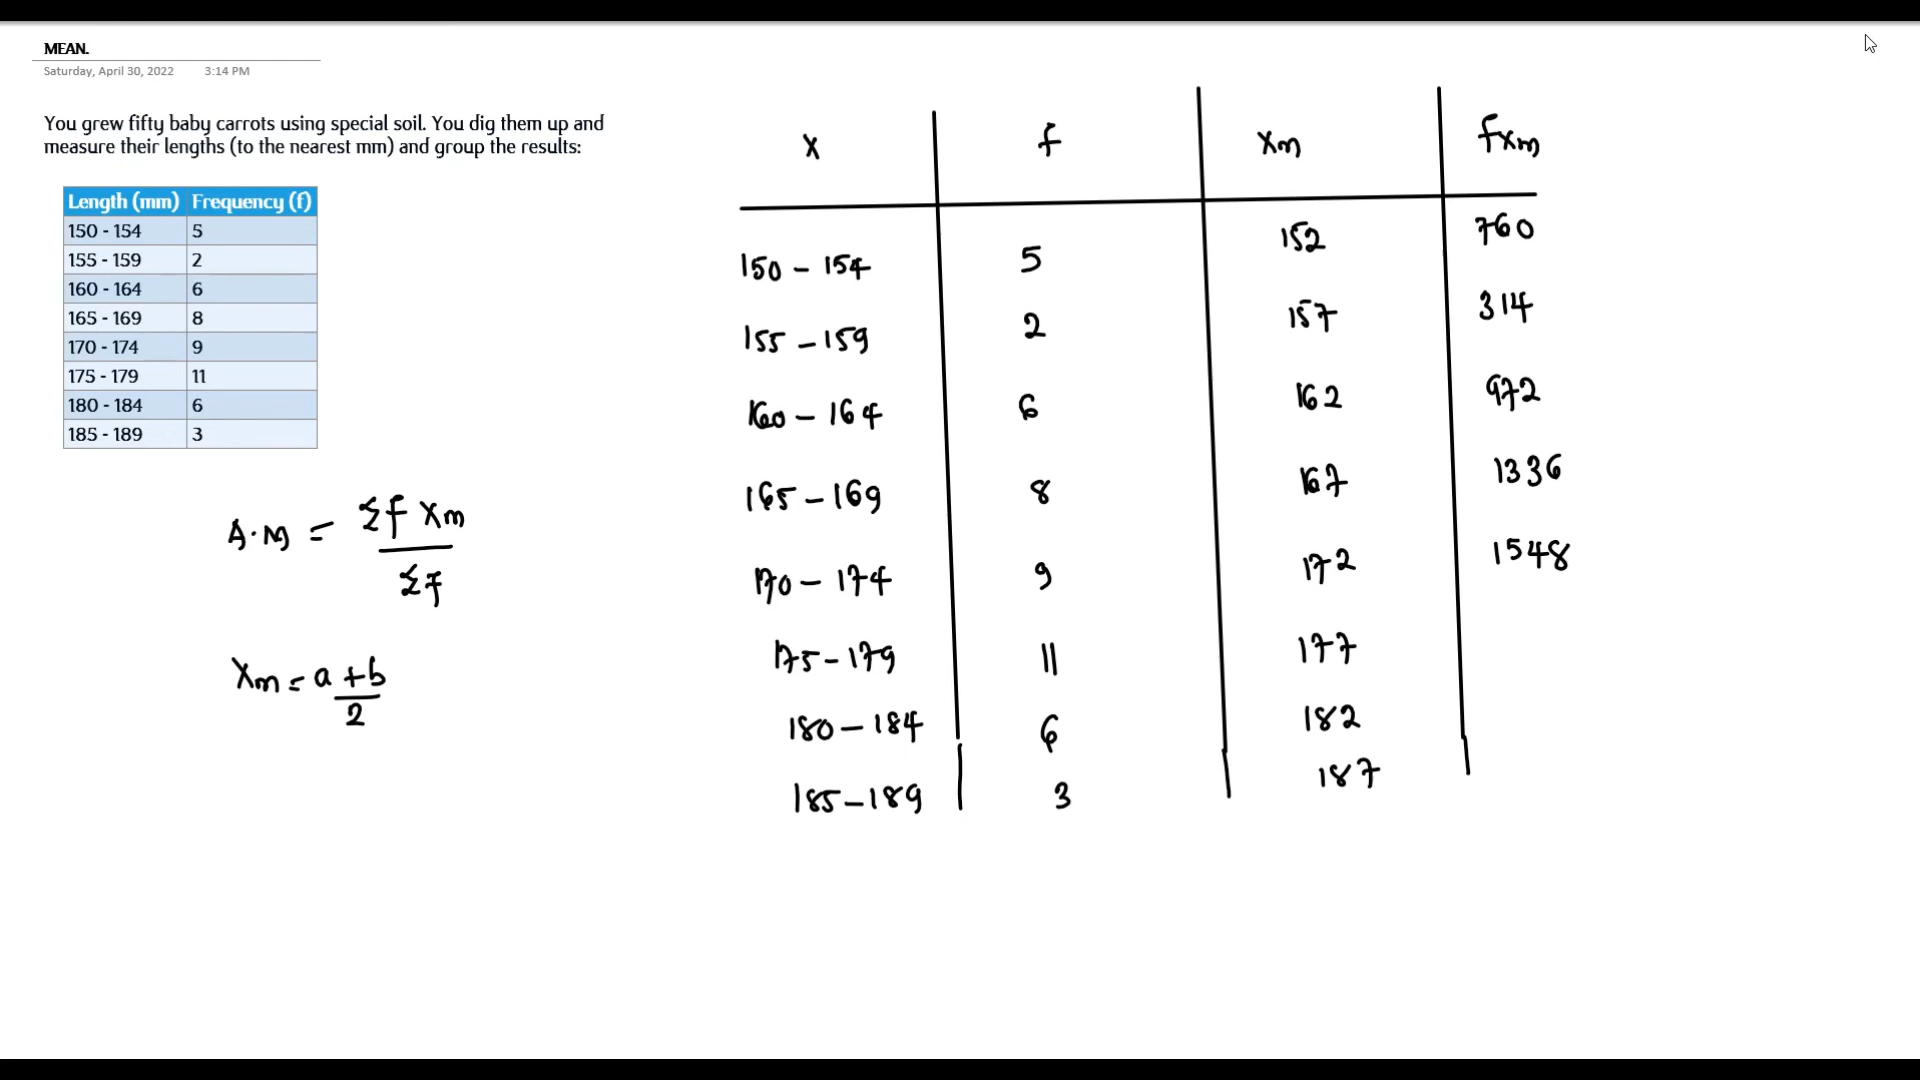 MEAN.
Saturday, April 30, 2022 3:14 PM
You grew fifty baby carrots using special soil. You dig them up and
measure their lengths (to the nearest mm) and group the results:
Length (mm) Frequency (f)
150 - 154 5
155 - 159 2
160 - 164 6
165 - 169 8
170 - 174 9
175 - 179 11
180 - 184 6
185 - 189 3
A.M = Σf Xm
Σf
Xm = a + b
2
X f Xm fXm
150 - 154 5 152 760
155 - 159 2 157 314
160 - 164 6 162 972
165 - 169 8 167 1336
170 - 174 9 172 1548
175 - 179 11 177
180 - 184 6 182
185 - 189 3 187